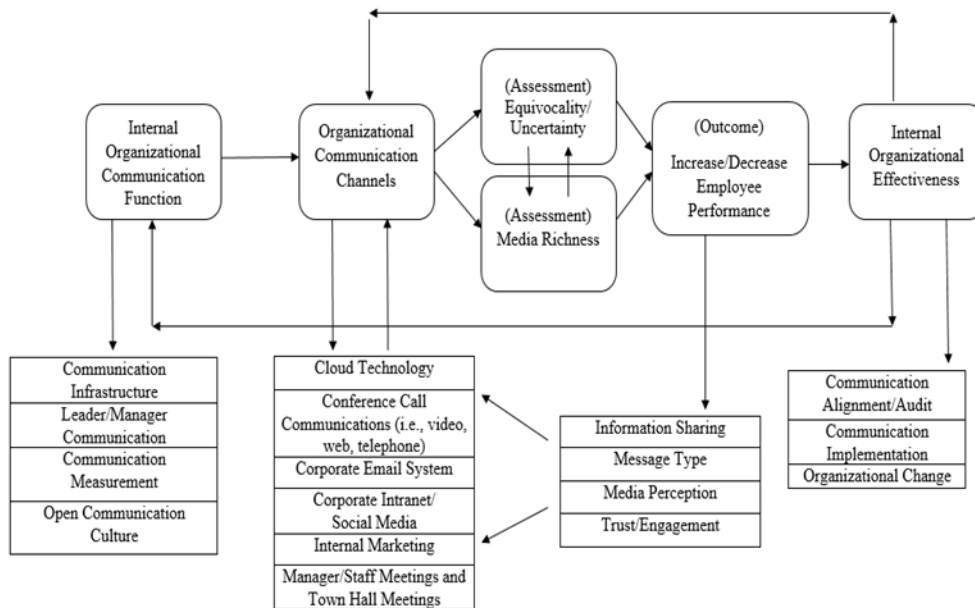 Internal
Organizational
Communication
Function
Organizational
Communication
Channels
(Assessment)
Equivocality/
Uncertainty
(Assessment)
Media Richness
(Outcome)
Increase/Decrease
Employee
Performance
Internal
Organizational
Effectiveness
Communication
Infrastructure
Leader/Manager
Communication
Communication
Measurement
Open Communication
Culture
Cloud Technology
Conference Call
Communications (i.e., video,
web, telephone)
Corporate Email System
Corporate Intranet/
Social Media
Internal Marketing
Manager/Staff Meetings and
Town Hall Meetings
Information Sharing
Message Type
Media Perception
Trust/Engagement
Communication
Alignment/Audit
Communication
Implementation
Organizational Change